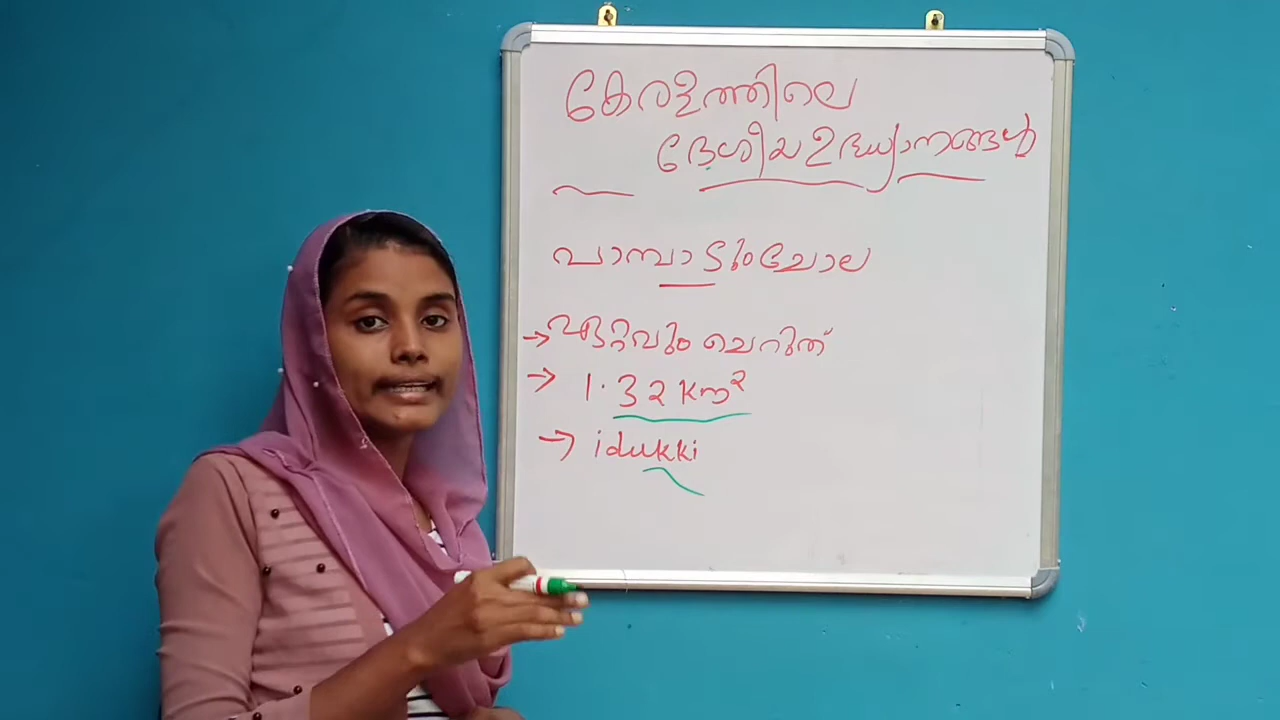 കേരളത്തിലെ
ദേശീയ ഉദ്ധ്യാനങ്ങൾ
പാമ്പാടുംചോല
→ ഏറ്റവും ചെറുത്
→ 1.32 km²
→ idukki